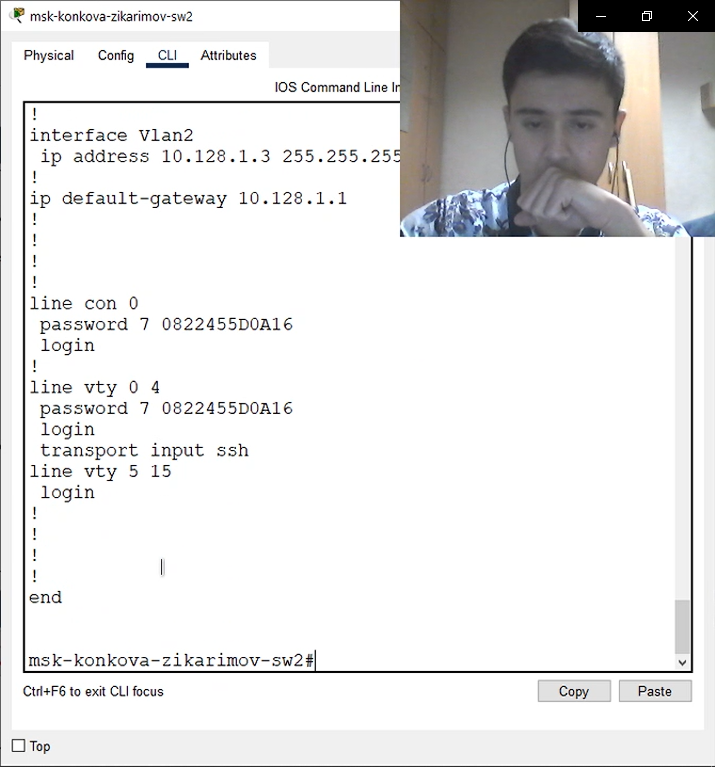 msk-konkova-zikarimov-sw2
Physical Config CLI Attributes
IOS Command Line In
!
interface Vlan2
 ip address 10.128.1.3 255.255.255
!
ip default-gateway 10.128.1.1
!
!
!
!
line con 0
 password 7 0822455D0A16
 login
!
line vty 0 4
 password 7 0822455D0A16
 login
 transport input ssh
line vty 5 15
 login
!
!
!
!
end
msk-konkova-zikarimov-sw2#
Ctrl+F6 to exit CLI focus
Copy Paste
Top